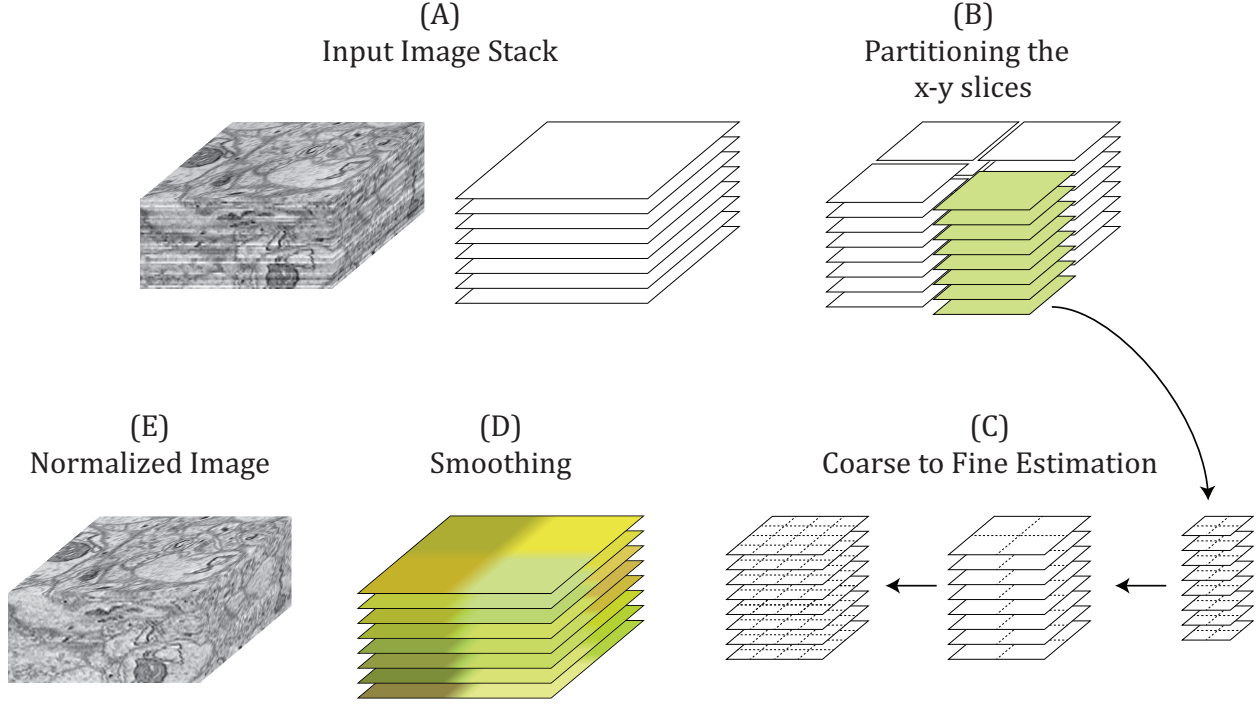 (A)
Input Image Stack
(B)
Partitioning the
x-y slices
(E)
Normalized Image
(D)
Smoothing
(C)
Coarse to Fine Estimation